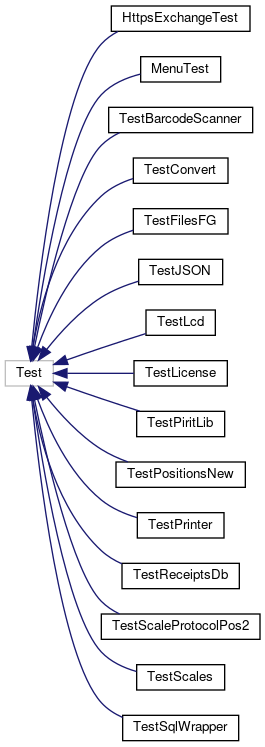 HttpsExchangeTest
MenuTest
TestBarcodeScanner
TestConvert
TestFilesFG
TestJSON
TestLcd
Test
TestLicense
TestPiritLib
TestPositionsNew
TestPrinter
TestReceiptsDb
TestScaleProtocolPos2
TestScales
TestSqlWrapper